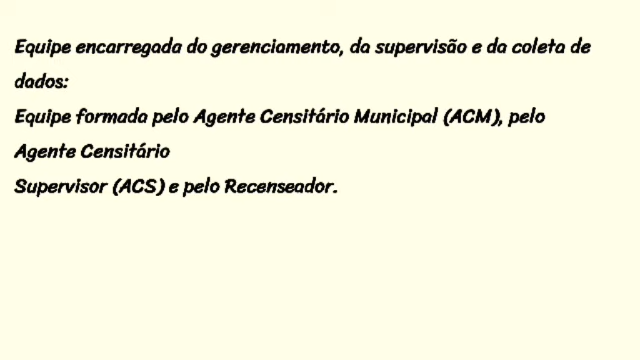 Equipe encarregada do gerenciamento, da supervisão e da coleta de
dados:
Equipe formada pelo Agente Censitário Municipal (ACM), pelo
Agente Censitário
Supervisor (ACS) e pelo Recenseador.